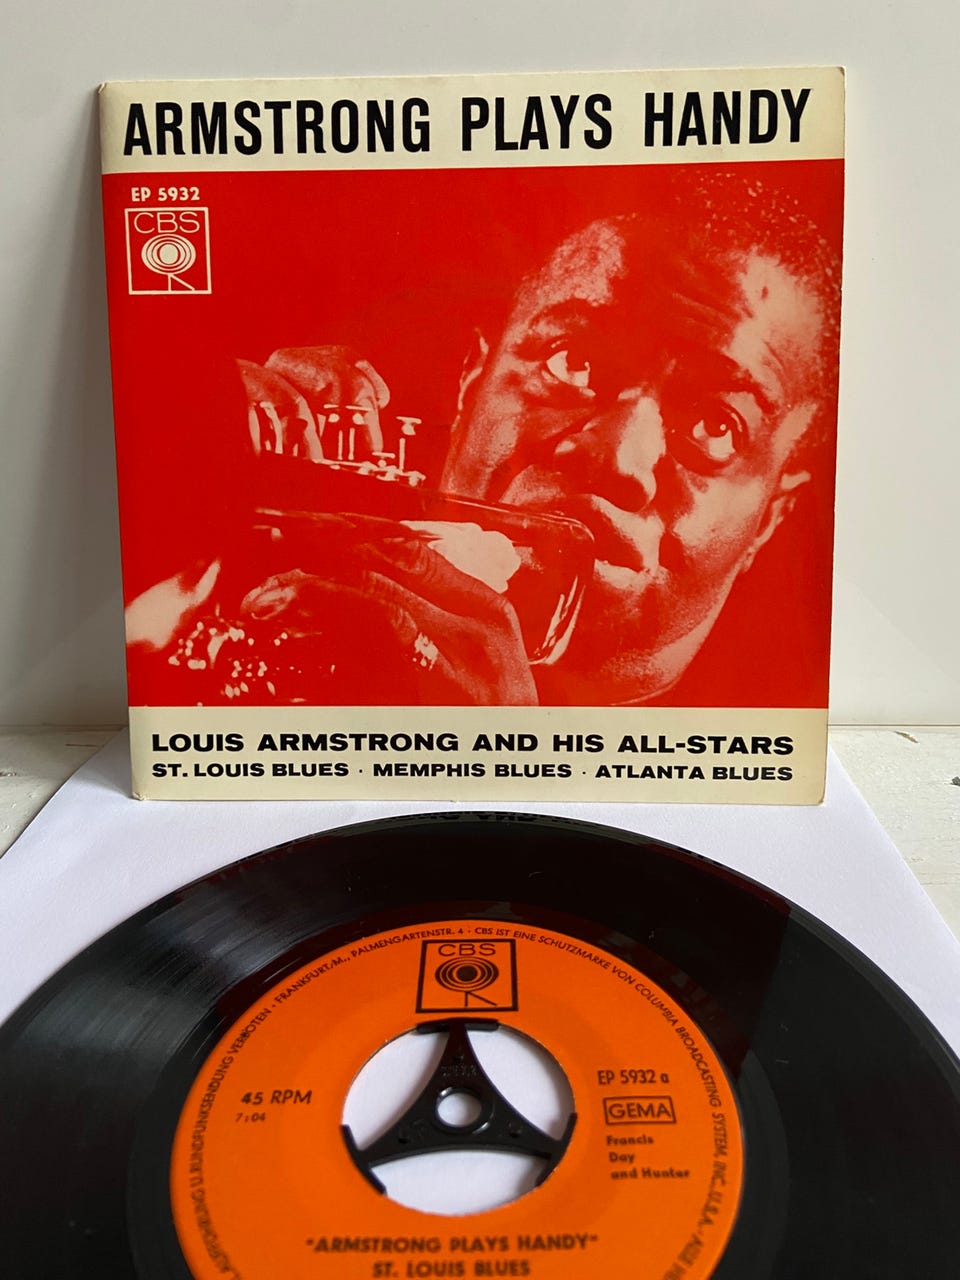 ARMSTRONG PLAYS HANDY
EP 5932
CBS
LOUIS ARMSTRONG AND HIS ALL-STARS
ST. LOUIS BLUES · MEMPHIS BLUES · ATLANTA BLUES
U. RUNDFUNKSENDUNG VERBOTEN · FRANKFURT/M., PALMENGARTENSTR. 4 · CBS IST EINE SCHUTZMARKE VON COLUMBIA BROADCASTING SYSTEM, INC. U.S.A.
CBS
45 RPM
7:04
EP 5932 a
GEMA
Francis
Day
and Hunter
"ARMSTRONG PLAYS HANDY"
ST. LOUIS BLUES